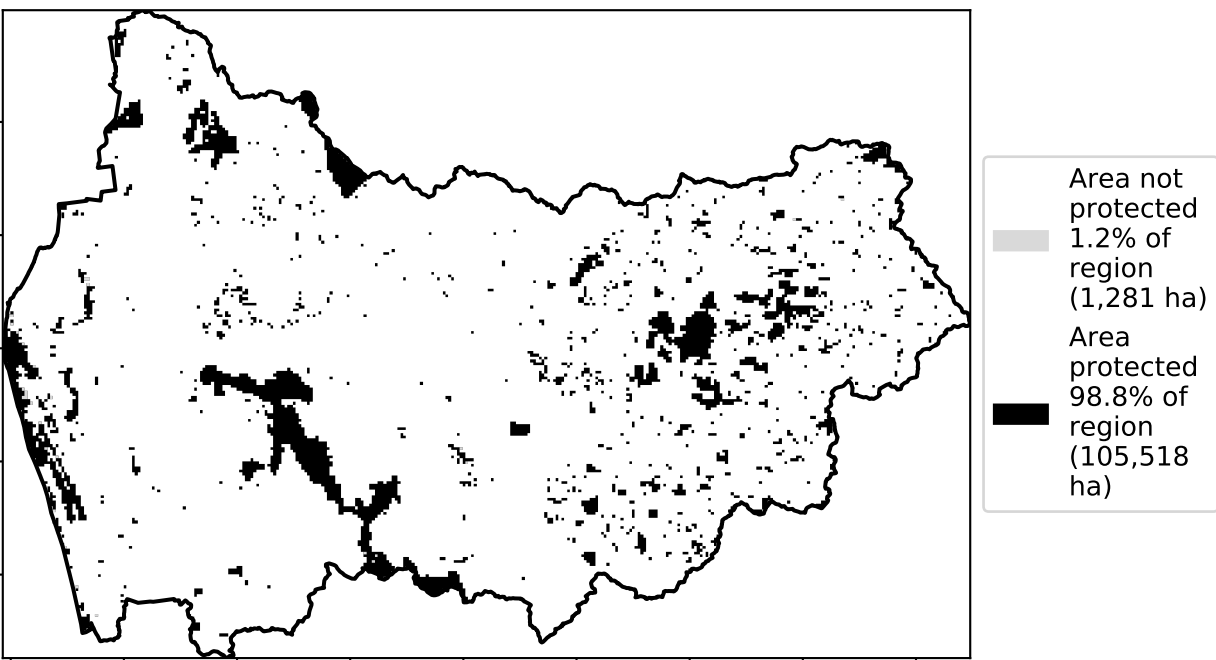 Area not
protected
1.2% of
region
(1,281 ha)
Area
protected
98.8% of
region
(105,518
ha)